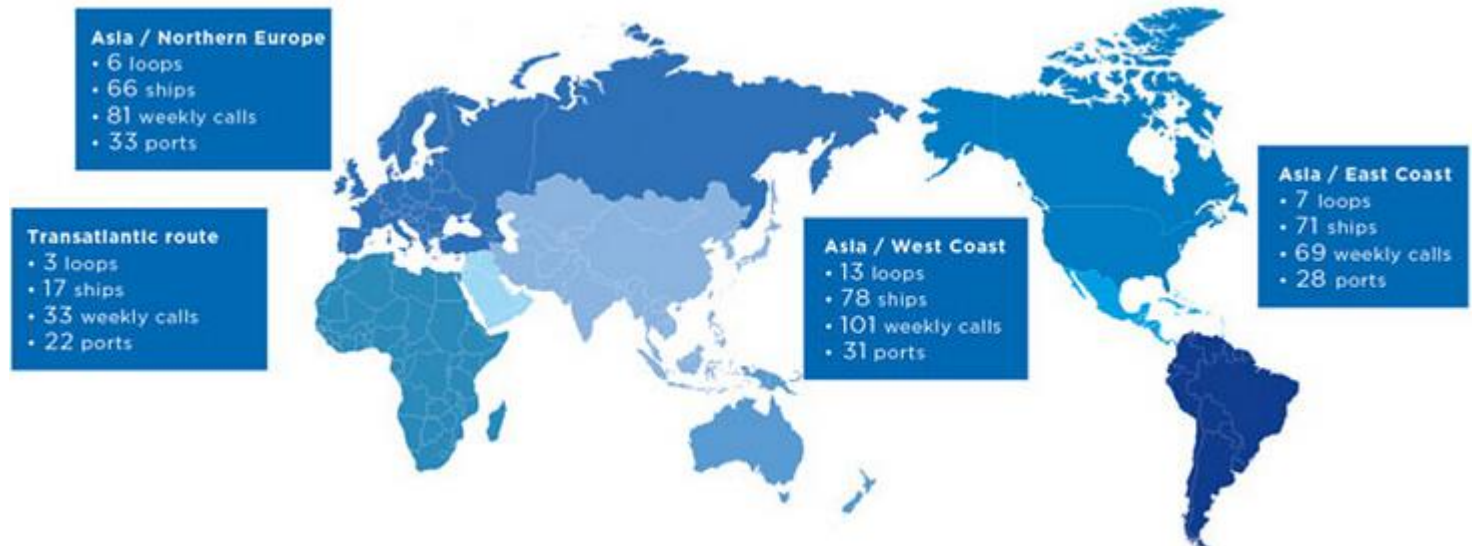 Asia / Northern Europe
• 6 loops
• 66 ships
• 81 weekly calls
• 33 ports
Transatlantic route
• 3 loops
• 17 ships
• 33 weekly calls
• 22 ports
Asia / West Coast
• 13 loops
• 78 ships
• 101 weekly calls
• 31 ports
Asia / East Coast
• 7 loops
• 71 ships
• 69 weekly calls
• 28 ports